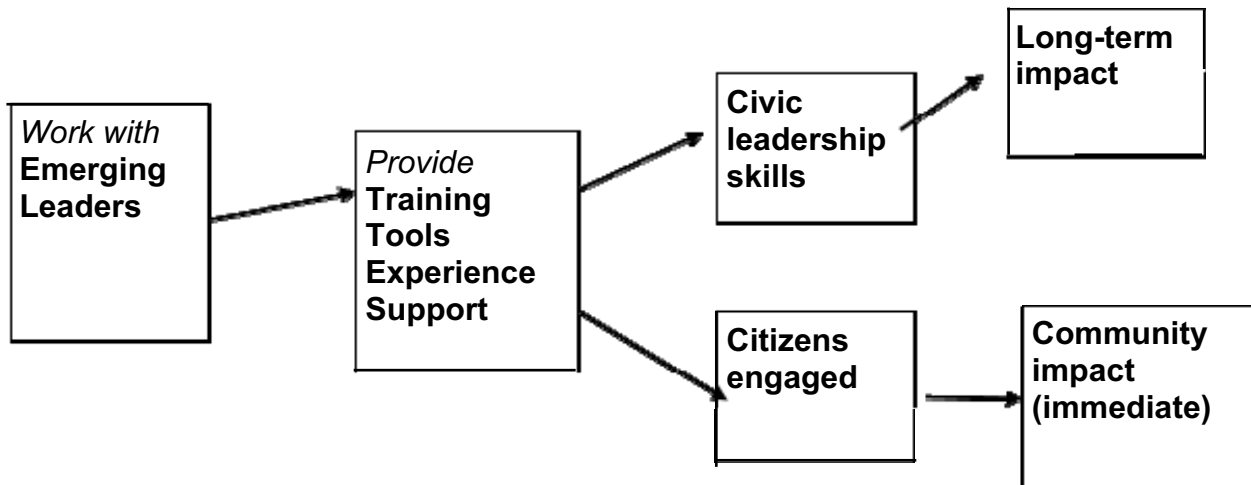 Work with
Emerging
Leaders
Provide
Training
Tools
Experience
Support
Civic
leadership
skills
Long-term
impact
Citizens
engaged
Community
impact
(immediate)